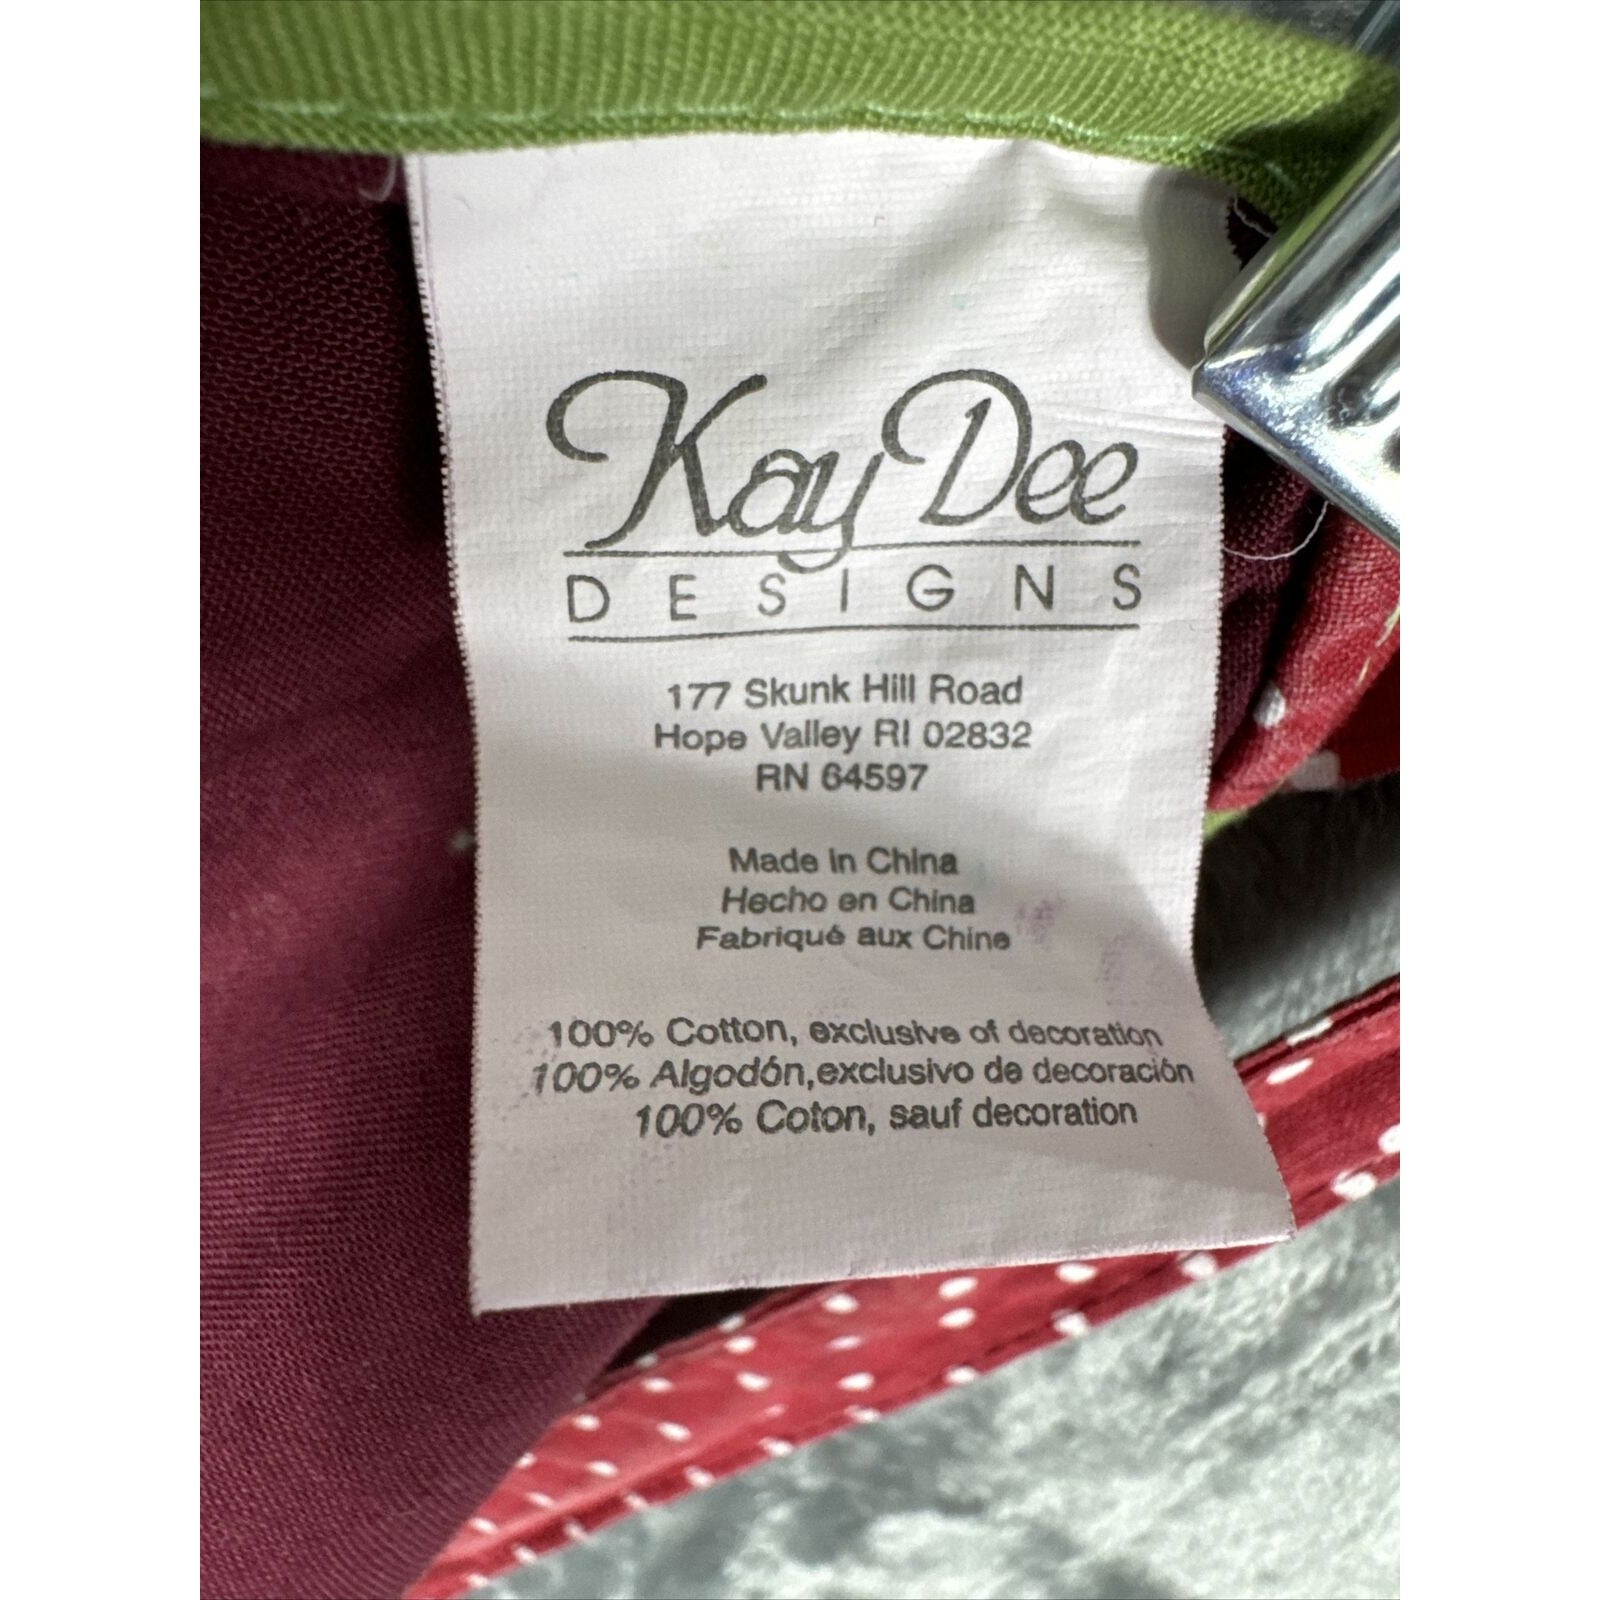 Kay Dee
DESIGNS
177 Skunk Hill Road
Hope Valley RI 02832
RN 64597
Made in China
Hecho en China
Fabriqué aux Chine
100% Cotton, exclusive of decoration
100% Algodón,exclusivo de decoración
100% Coton, sauf decoration